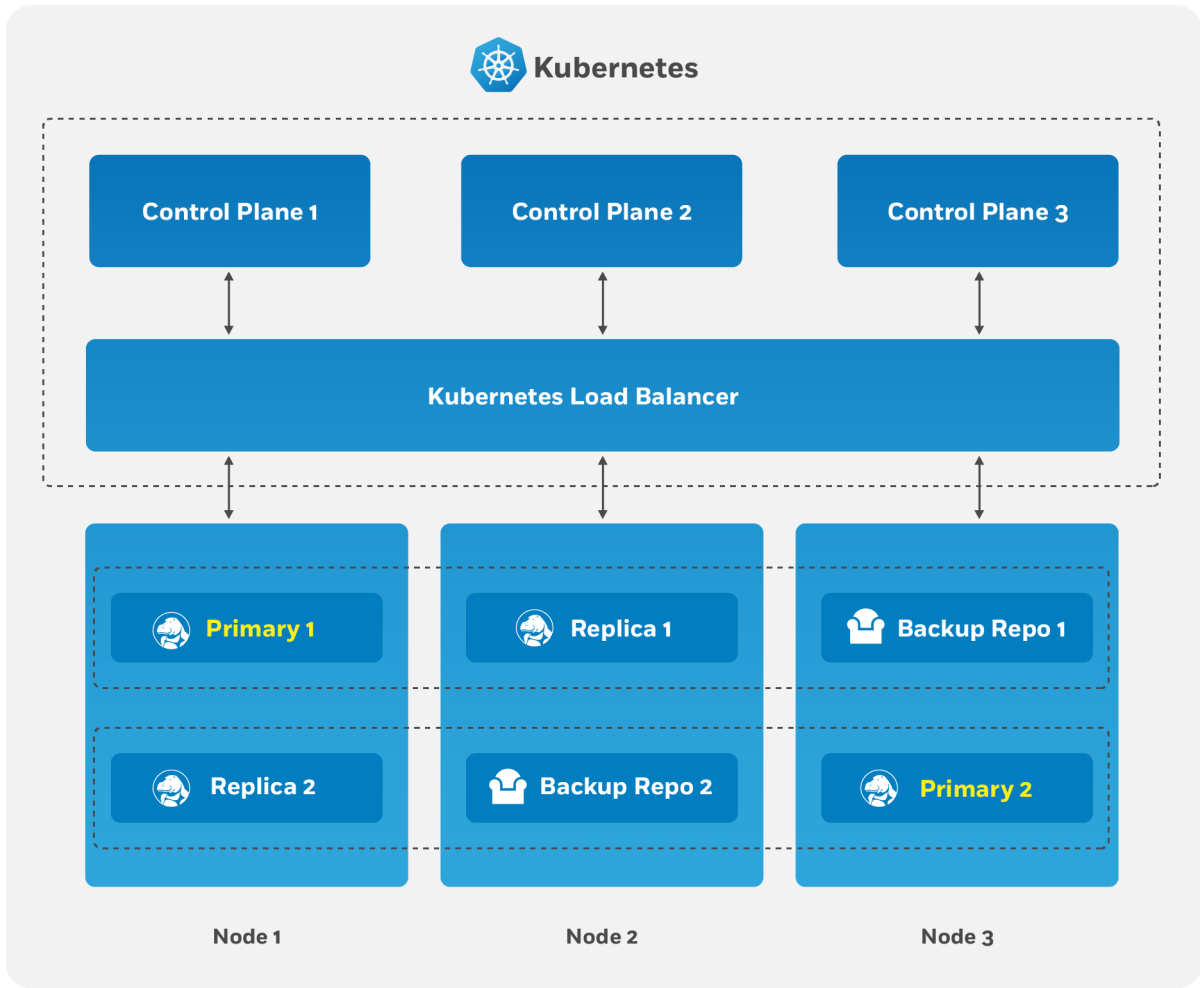 Kubernetes
Control Plane 1
Control Plane 2
Control Plane 3
Kubernetes Load Balancer
Primary 1
Replica 1
Backup Repo 1
Replica 2
Backup Repo 2
Primary 2
Node 1
Node 2
Node 3